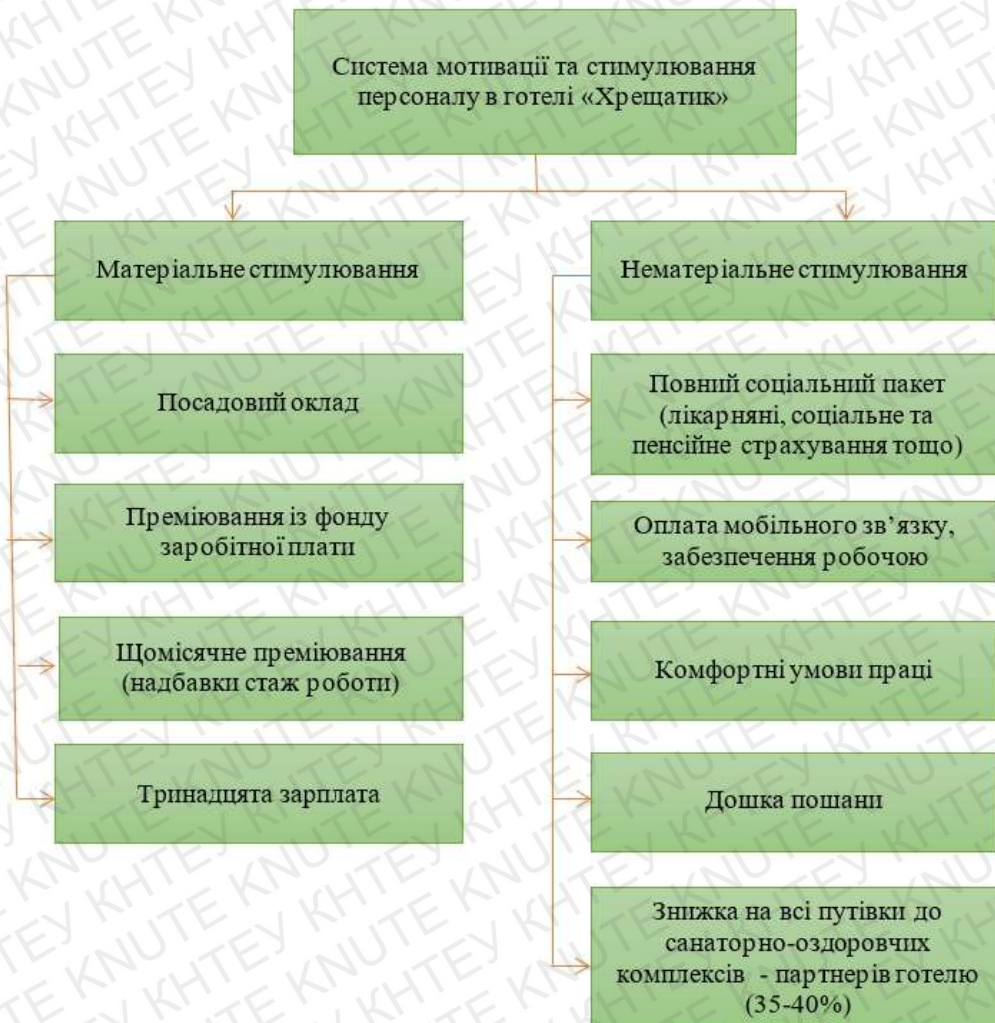 Система мотивації та стимулювання
персоналу в готелі «Хрещатик»
Матеріальне стимулювання
Посадовий оклад
Преміювання із фонду
заробітної плати
Щомісячне преміювання
(надбавки стаж роботи)
Тринадцята зарплата
Нематеріальне стимулювання
Повний соціальний пакет
(лікарняні, соціальне та
пенсійне страхування тощо)
Оплата мобільного зв’язку,
забезпечення робочою
Комфортні умови праці
Дошка пошани
Знижка на всі путівки до
санаторно-оздоровчих
комплексів - партнерів готелю
(35-40%)